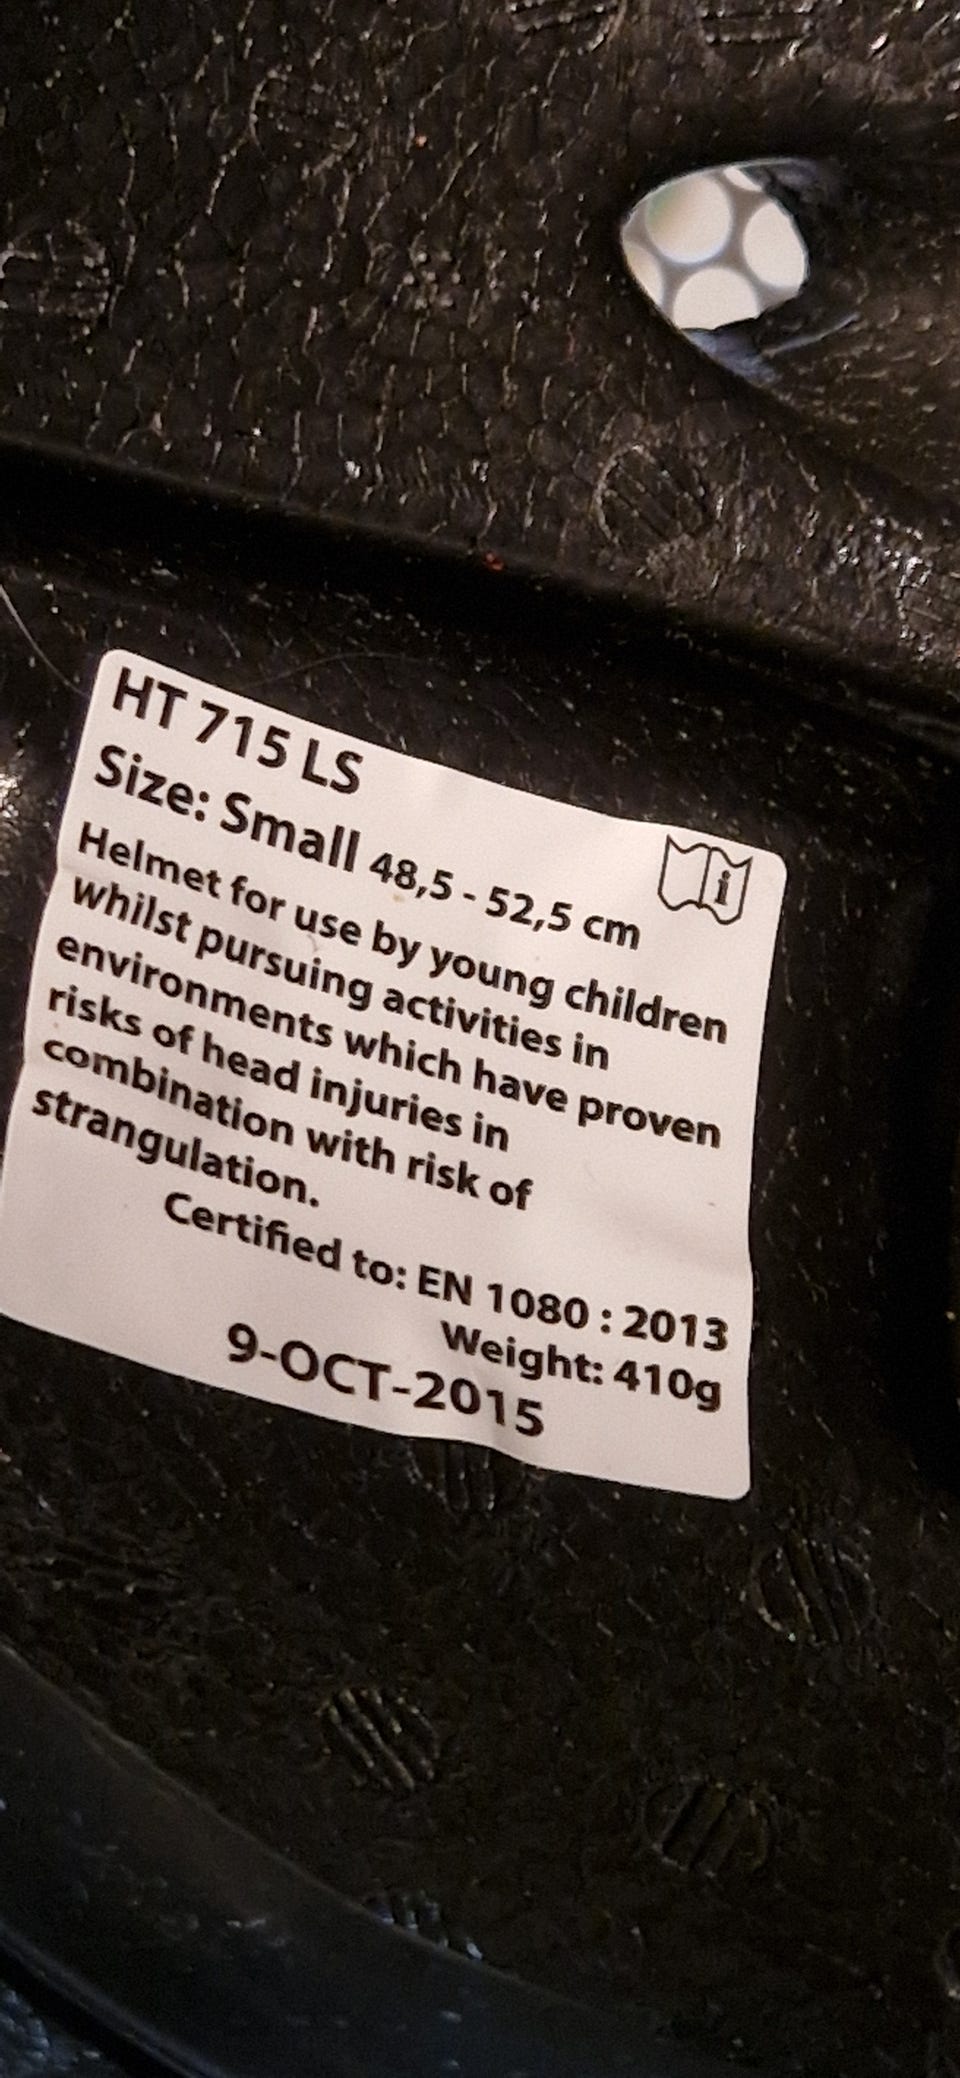 HT 715 LS
Size: Small 48,5 - 52,5 cm
i
Helmet for use by young children
whilst pursuing activities in
environments which have proven
risks of head injuries in
combination with risk of
strangulation.
Certified to: EN 1080 : 2013
Weight: 410g
9-OCT-2015